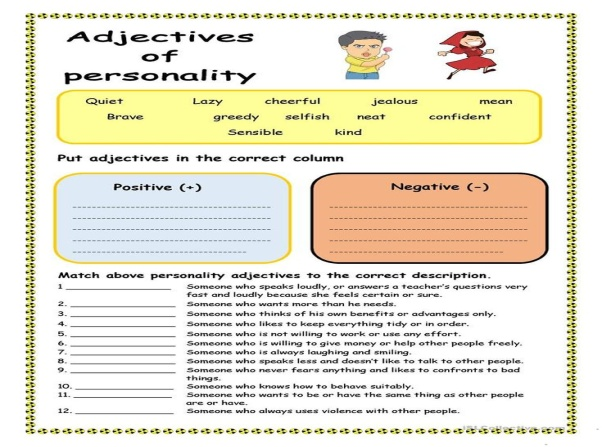 Adjectives
of
personality
Quiet Lazy cheerful jealous mean
Brave greedy selfish neat confident
Sensible kind
Put adjectives in the correct column
Positive (+) Negative (-)
Match above personality adjectives to the correct description.
1 Someone who speaks loudly, or answers a teacher's questions very
fast and loudly because she feels certain or sure.
2. Someone who wants more than he needs.
3. Someone who thinks of his own benefits or advantages only.
4. Someone who likes to keep everything tidy or in order.
5. Someone who is not willing to work or use any effort.
6. Someone who is willing to give money or help other people freely.
7. Someone who is always laughing and smiling.
8. Someone who speaks less and doesn't like to talk to other people.
9. Someone who never fears anything and likes to confronts to bad
things.
10. Someone who knows how to behave suitably.
11. Someone who wants to be or have the same thing as other people
are or have.
12. Someone who always uses violence with other people.
iSLCollective.com